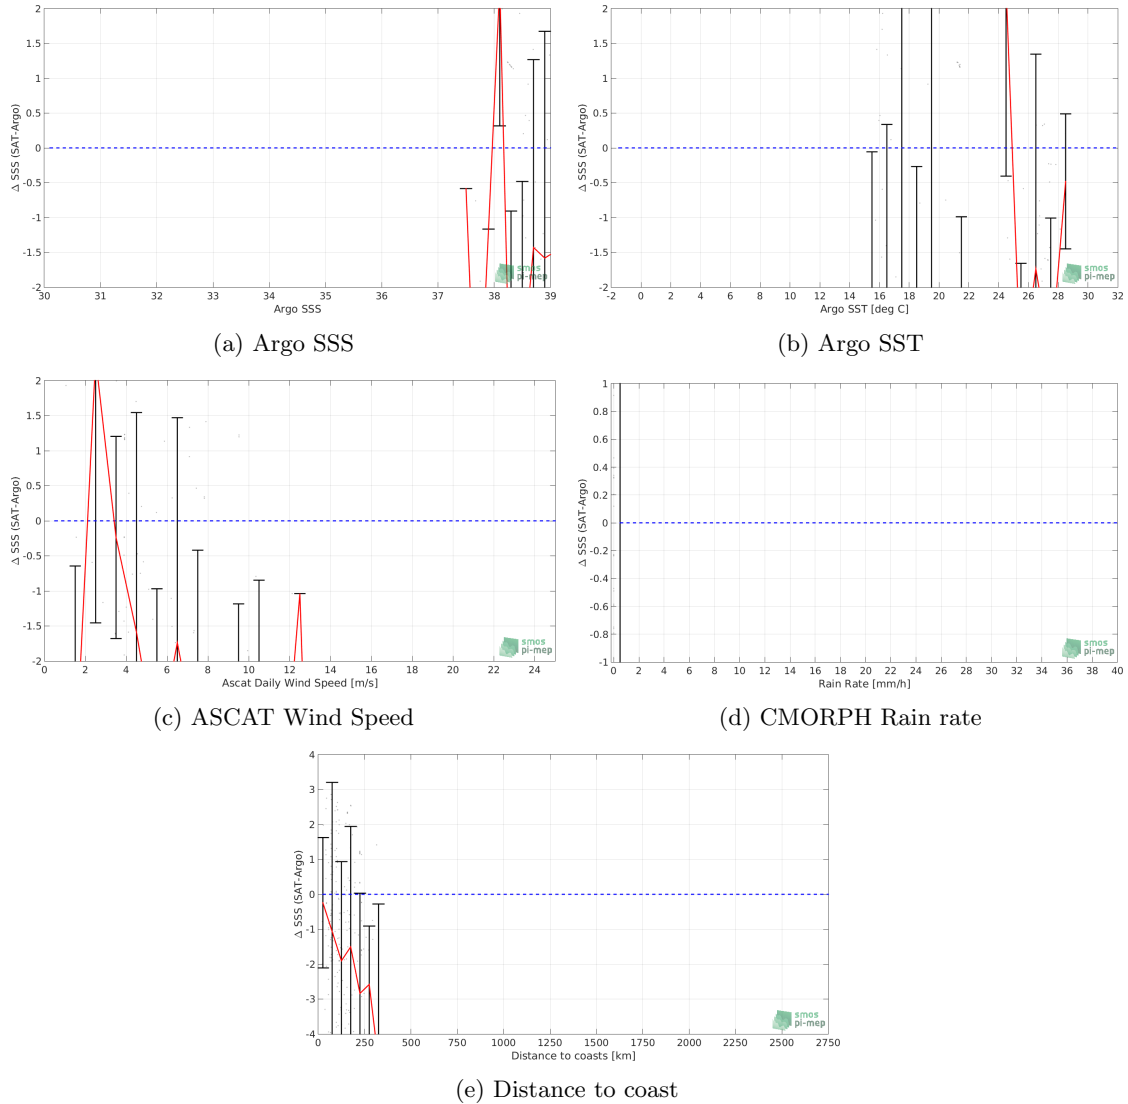 2
1.5
1
0.5
0
-0.5
-1
-1.5
-2
Δ SSS (SAT-Argo)
30 31 32 33 34 35 36 37 38 39
Argo SSS
smos
pi-mep
(a) Argo SSS
2
1.5
1
0.5
0
-0.5
-1
-1.5
-2
Δ SSS (SAT-Argo)
-2 0 2 4 6 8 10 12 14 16 18 20 22 24 26 28 30 32
Argo SST [deg C]
smos
pi-mep
(b) Argo SST
2
1.5
1
0.5
0
-0.5
-1
-1.5
-2
Δ SSS (SAT-Argo)
0 2 4 6 8 10 12 14 16 18 20 22 24
Ascat Daily Wind Speed [m/s]
smos
pi-mep
(c) ASCAT Wind Speed
1
0.8
0.6
0.4
0.2
0
-0.2
-0.4
-0.6
-0.8
-1
Δ SSS (SAT-Argo)
0 2 4 6 8 10 12 14 16 18 20 22 24 26 28 30 32 34 36 38 40
Rain Rate [mm/h]
smos
pi-mep
(d) CMORPH Rain rate
4
3
2
1
0
-1
-2
-3
-4
Δ SSS (SAT-Argo)
0 250 500 750 1000 1250 1500 1750 2000 2250 2500 2750
Distance to coasts [km]
smos
pi-mep
(e) Distance to coast